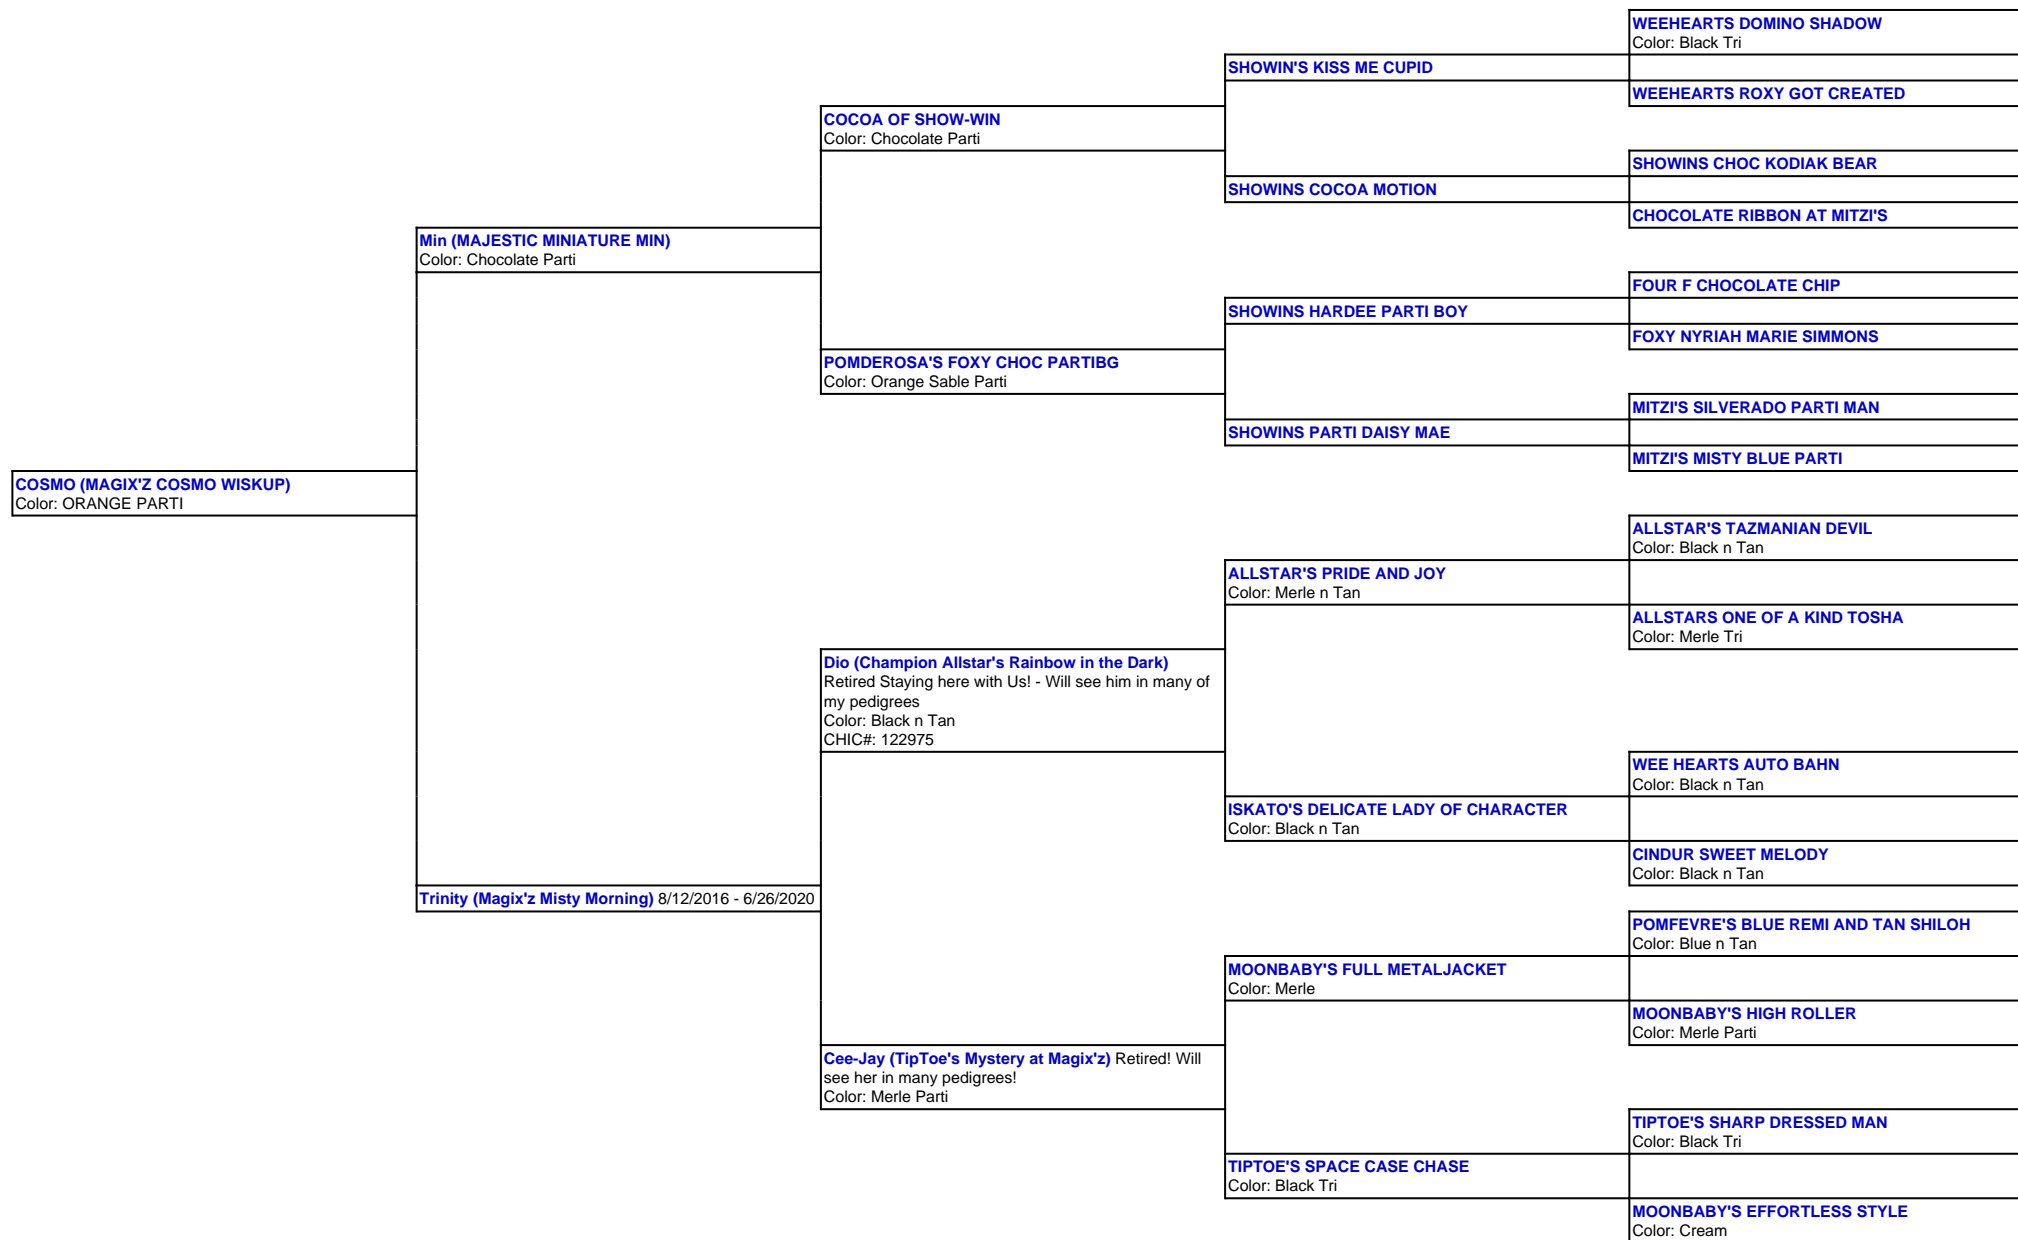 WEEHEARTS DOMINO SHADOW
Color: Black Tri
SHOWIN'S KISS ME CUPID
WEEHEARTS ROXY GOT CREATED
COCOA OF SHOW-WIN
Color: Chocolate Parti
SHOWINS CHOC KODIAK BEAR
SHOWINS COCOA MOTION
CHOCOLATE RIBBON AT MITZI'S
Min (MAJESTIC MINIATURE MIN)
Color: Chocolate Parti
FOUR F CHOCOLATE CHIP
SHOWINS HARDEE PARTI BOY
FOXY NYRIAH MARIE SIMMONS
POMDEROSA'S FOXY CHOC PARTIBG
Color: Orange Sable Parti
MITZI'S SILVERADO PARTI MAN
SHOWINS PARTI DAISY MAE
MITZI'S MISTY BLUE PARTI
COSMO (MAGIX'Z COSMO WISKUP)
Color: ORANGE PARTI
ALLSTAR'S TAZMANIAN DEVIL
Color: Black n Tan
ALLSTAR'S PRIDE AND JOY
Color: Merle n Tan
ALLSTARS ONE OF A KIND TOSHA
Color: Merle Tri
Dio (Champion Allstar's Rainbow in the Dark)
Retired Staying here with Us! - Will see him in many of
my pedigrees
Color: Black n Tan
CHIC#: 122975
WEE HEARTS AUTO BAHN
Color: Black n Tan
ISKATO'S DELICATE LADY OF CHARACTER
Color: Black n Tan
CINDUR SWEET MELODY
Color: Black n Tan
Trinity (Magix'z Misty Morning) 8/12/2016 - 6/26/2020
POMFEVRE'S BLUE REMI AND TAN SHILOH
Color: Blue n Tan
MOONBABY'S FULL METALJACKET
Color: Merle
MOONBABY'S HIGH ROLLER
Color: Merle Parti
Cee-Jay (TipToe's Mystery at Magix'z) Retired! Will
see her in many pedigrees!
Color: Merle Parti
TIPTOE'S SHARP DRESSED MAN
Color: Black Tri
TIPTOE'S SPACE CASE CHASE
Color: Black Tri
MOONBABY'S EFFORTLESS STYLE
Color: Cream